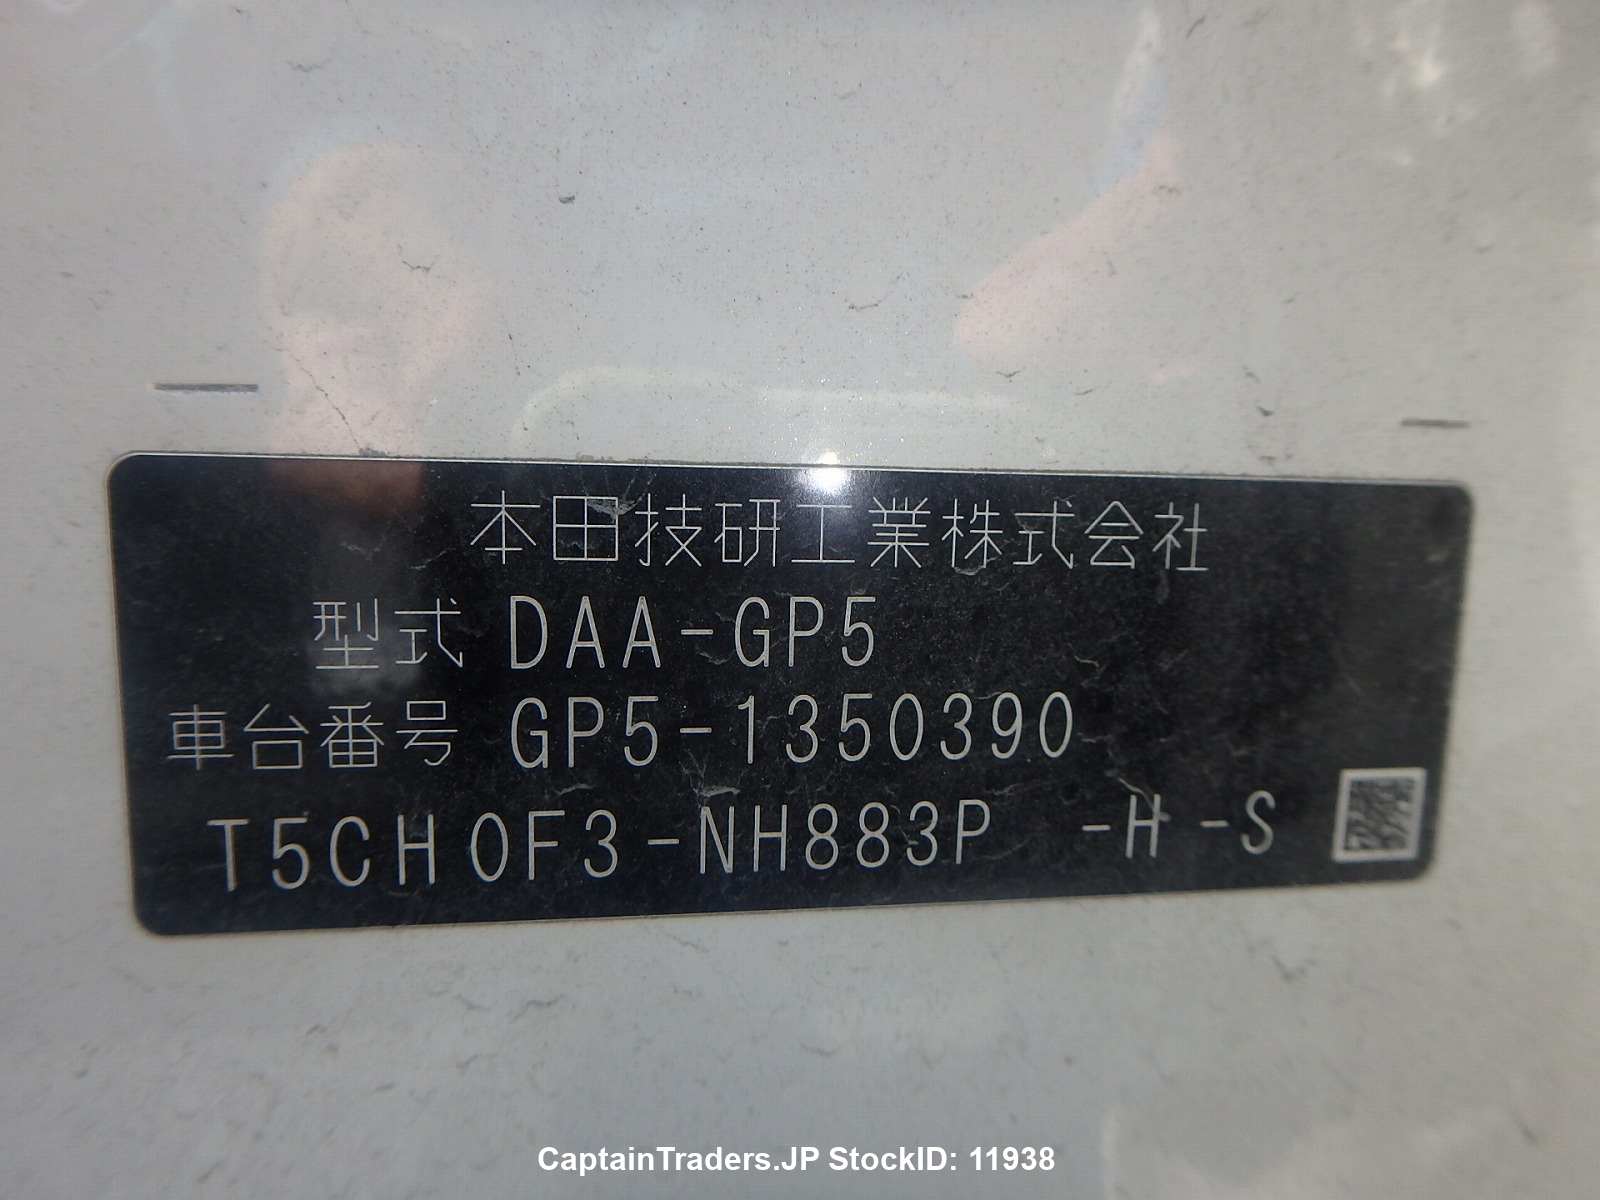 本田技研工業株式会社
型式 DAA-GP5
車台番号 GP5-1350390
T5CH0F3-NH883P -H -S
CaptainTraders.JP StockID: 11938